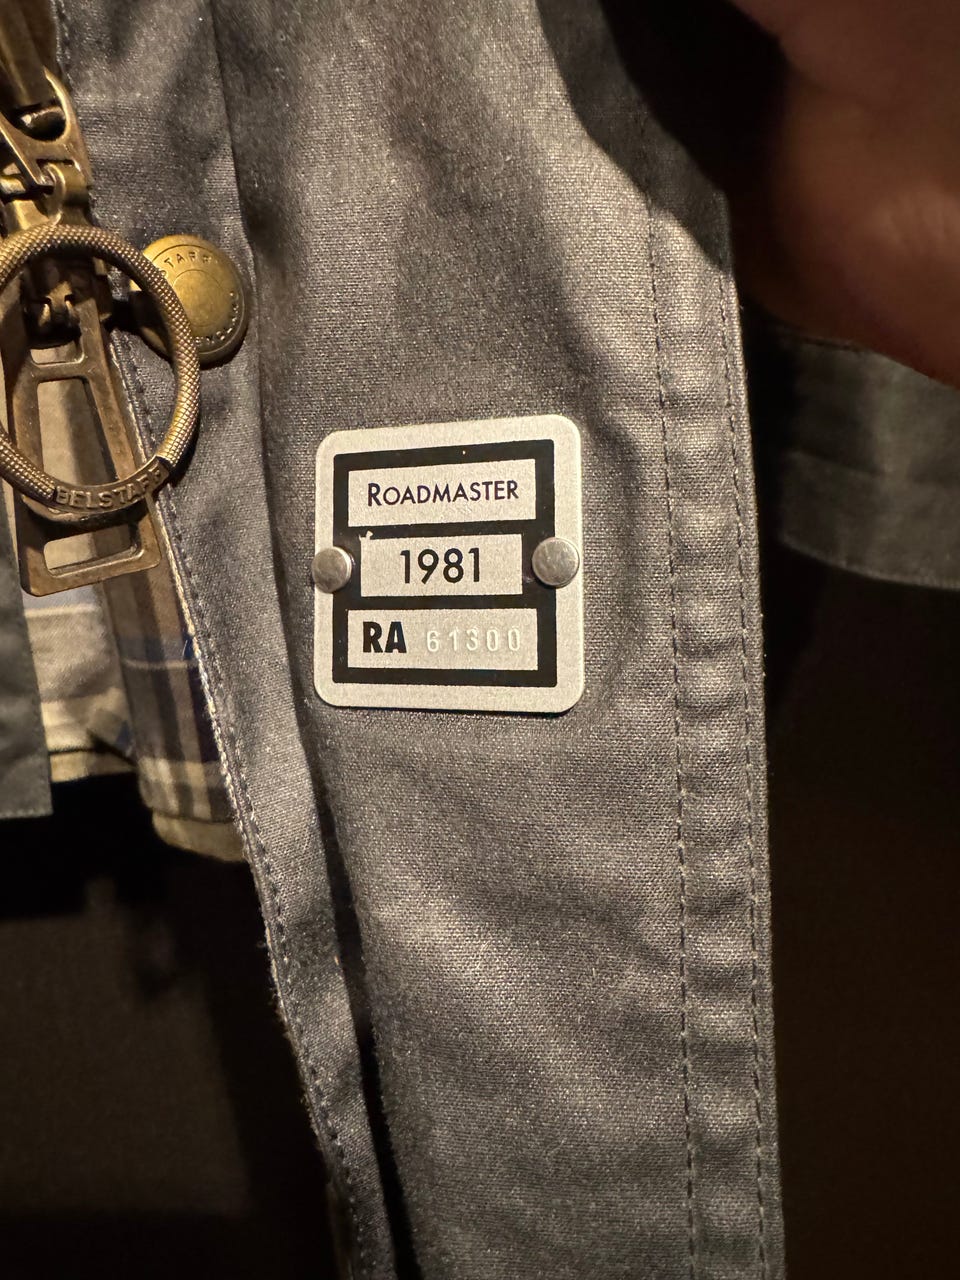 BELSTAFF
ROADMASTER
1981
RA 61300